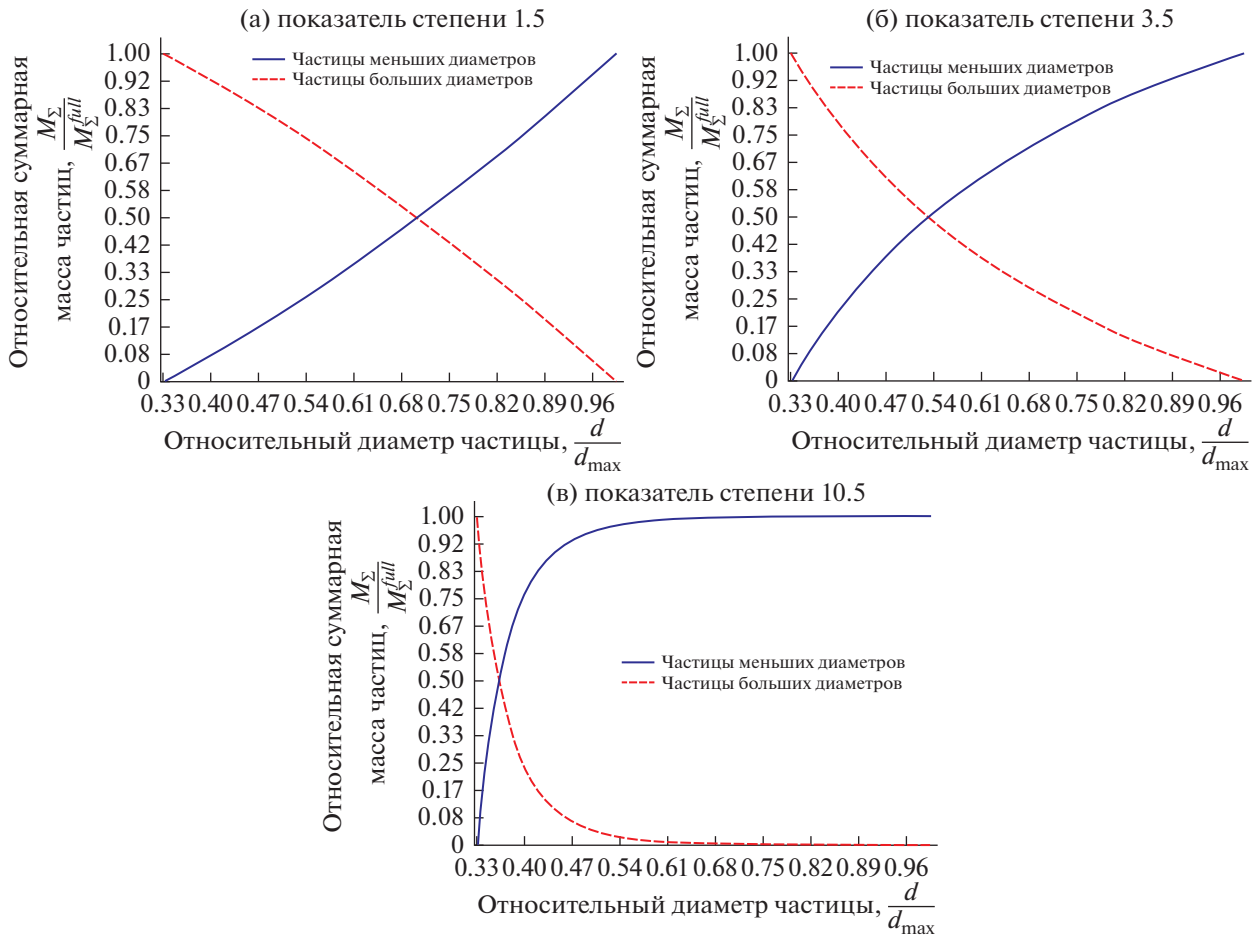 (а) показатель степени 1.5
Относительная суммарная
масса частиц, M_Σ / M_Σ^full
1.00
0.92
0.83
0.75
0.67
0.58
0.50
0.42
0.33
0.25
0.17
0.08
0
Частицы меньших диаметров
Частицы больших диаметров
0.33 0.40 0.47 0.54 0.61 0.68 0.75 0.82 0.89 0.96
Относительный диаметр частицы, d / d_max
(б) показатель степени 3.5
Относительная суммарная
масса частиц, M_Σ / M_Σ^full
1.00
0.92
0.83
0.75
0.67
0.58
0.50
0.42
0.33
0.25
0.17
0.08
0
Частицы меньших диаметров
Частицы больших диаметров
0.33 0.40 0.47 0.54 0.61 0.68 0.75 0.82 0.89 0.96
Относительный диаметр частицы, d / d_max
(в) показатель степени 10.5
Относительная суммарная
масса частиц, M_Σ / M_Σ^full
1.00
0.92
0.83
0.75
0.67
0.58
0.50
0.42
0.33
0.25
0.17
0.08
0
Частицы меньших диаметров
Частицы больших диаметров
0.33 0.40 0.47 0.54 0.61 0.68 0.75 0.82 0.89 0.96
Относительный диаметр частицы, d / d_max